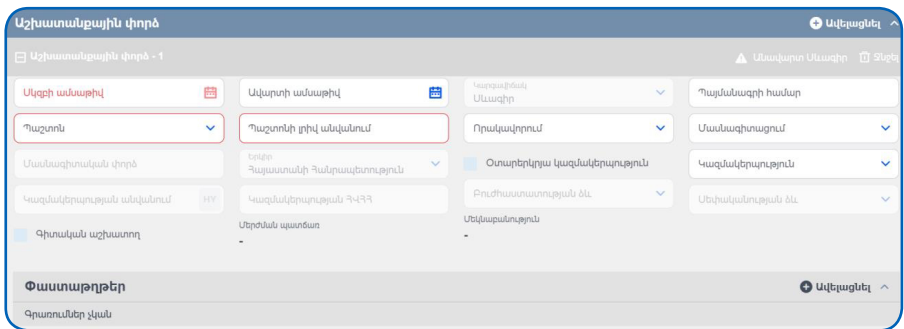 Աշխատանքային փորձ Ավելացնել
Աշխատանքային փորձ - 1 Անավարտ Սևագիր Ջնջել
Սկզբի ամսաթիվ Ավարտի ամսաթիվ Կարգավիճակ Սևագիր Պայմանագրի համար
Պաշտոն Պաշտոնի լրիվ անվանում Որակավորում Մասնագիտացում
Մասնագիտական փորձ Երկիր Հայաստանի Հանրապետություն Օտարերկրյա կազմակերպություն Կազմակերպություն
Կազմակերպության անվանում HY Կազմակերպության ՀՎՀՀ Բուժհաստատության ձև Սեփականության ձև
Գիտական աշխատող Մերժման պատճառ Մեկնաբանություն
- -
Փաստաթղթեր Ավելացնել
Գրառումներ չկան